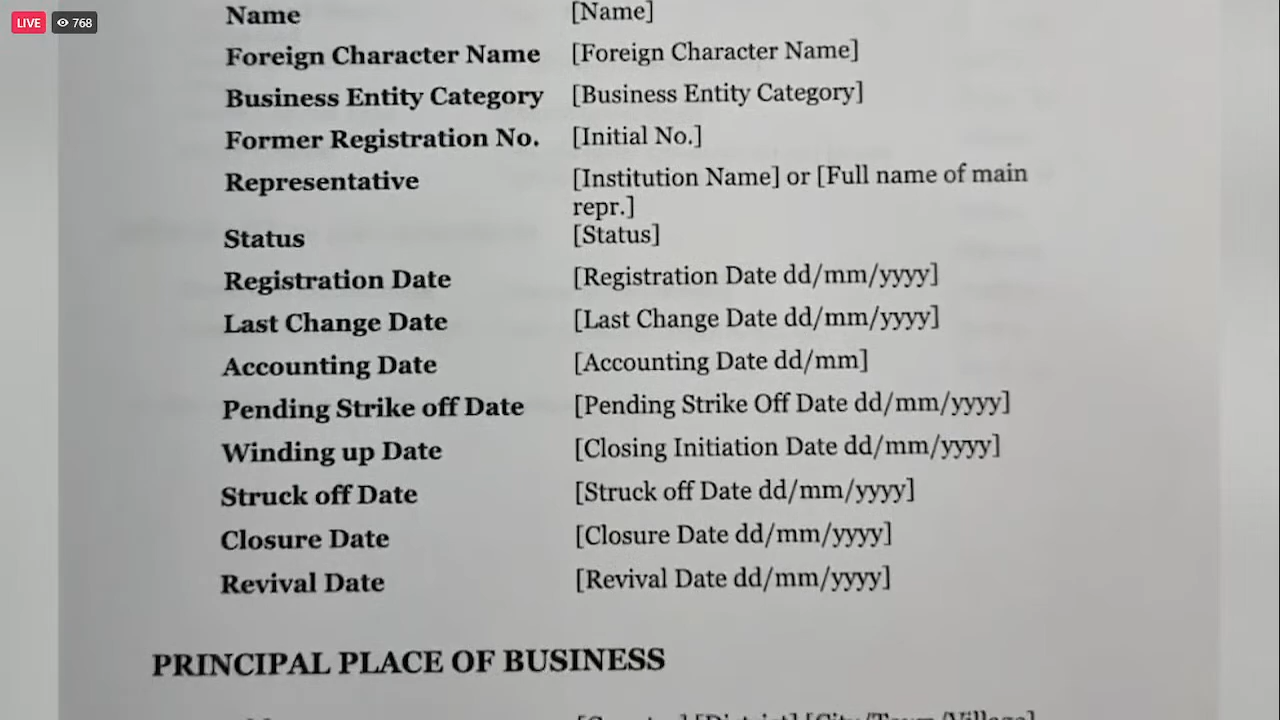 LIVE 768
Name [Name]
Foreign Character Name [Foreign Character Name]
Business Entity Category [Business Entity Category]
Former Registration No. [Initial No.]
Representative [Institution Name] or [Full name of main
repr.]
Status [Status]
Registration Date [Registration Date dd/mm/yyyy]
Last Change Date [Last Change Date dd/mm/yyyy]
Accounting Date [Accounting Date dd/mm]
Pending Strike off Date [Pending Strike Off Date dd/mm/yyyy]
Winding up Date [Closing Initiation Date dd/mm/yyyy]
Struck off Date [Struck off Date dd/mm/yyyy]
Closure Date [Closure Date dd/mm/yyyy]
Revival Date [Revival Date dd/mm/yyyy]
PRINCIPAL PLACE OF BUSINESS
[District] [City/Town/Village]